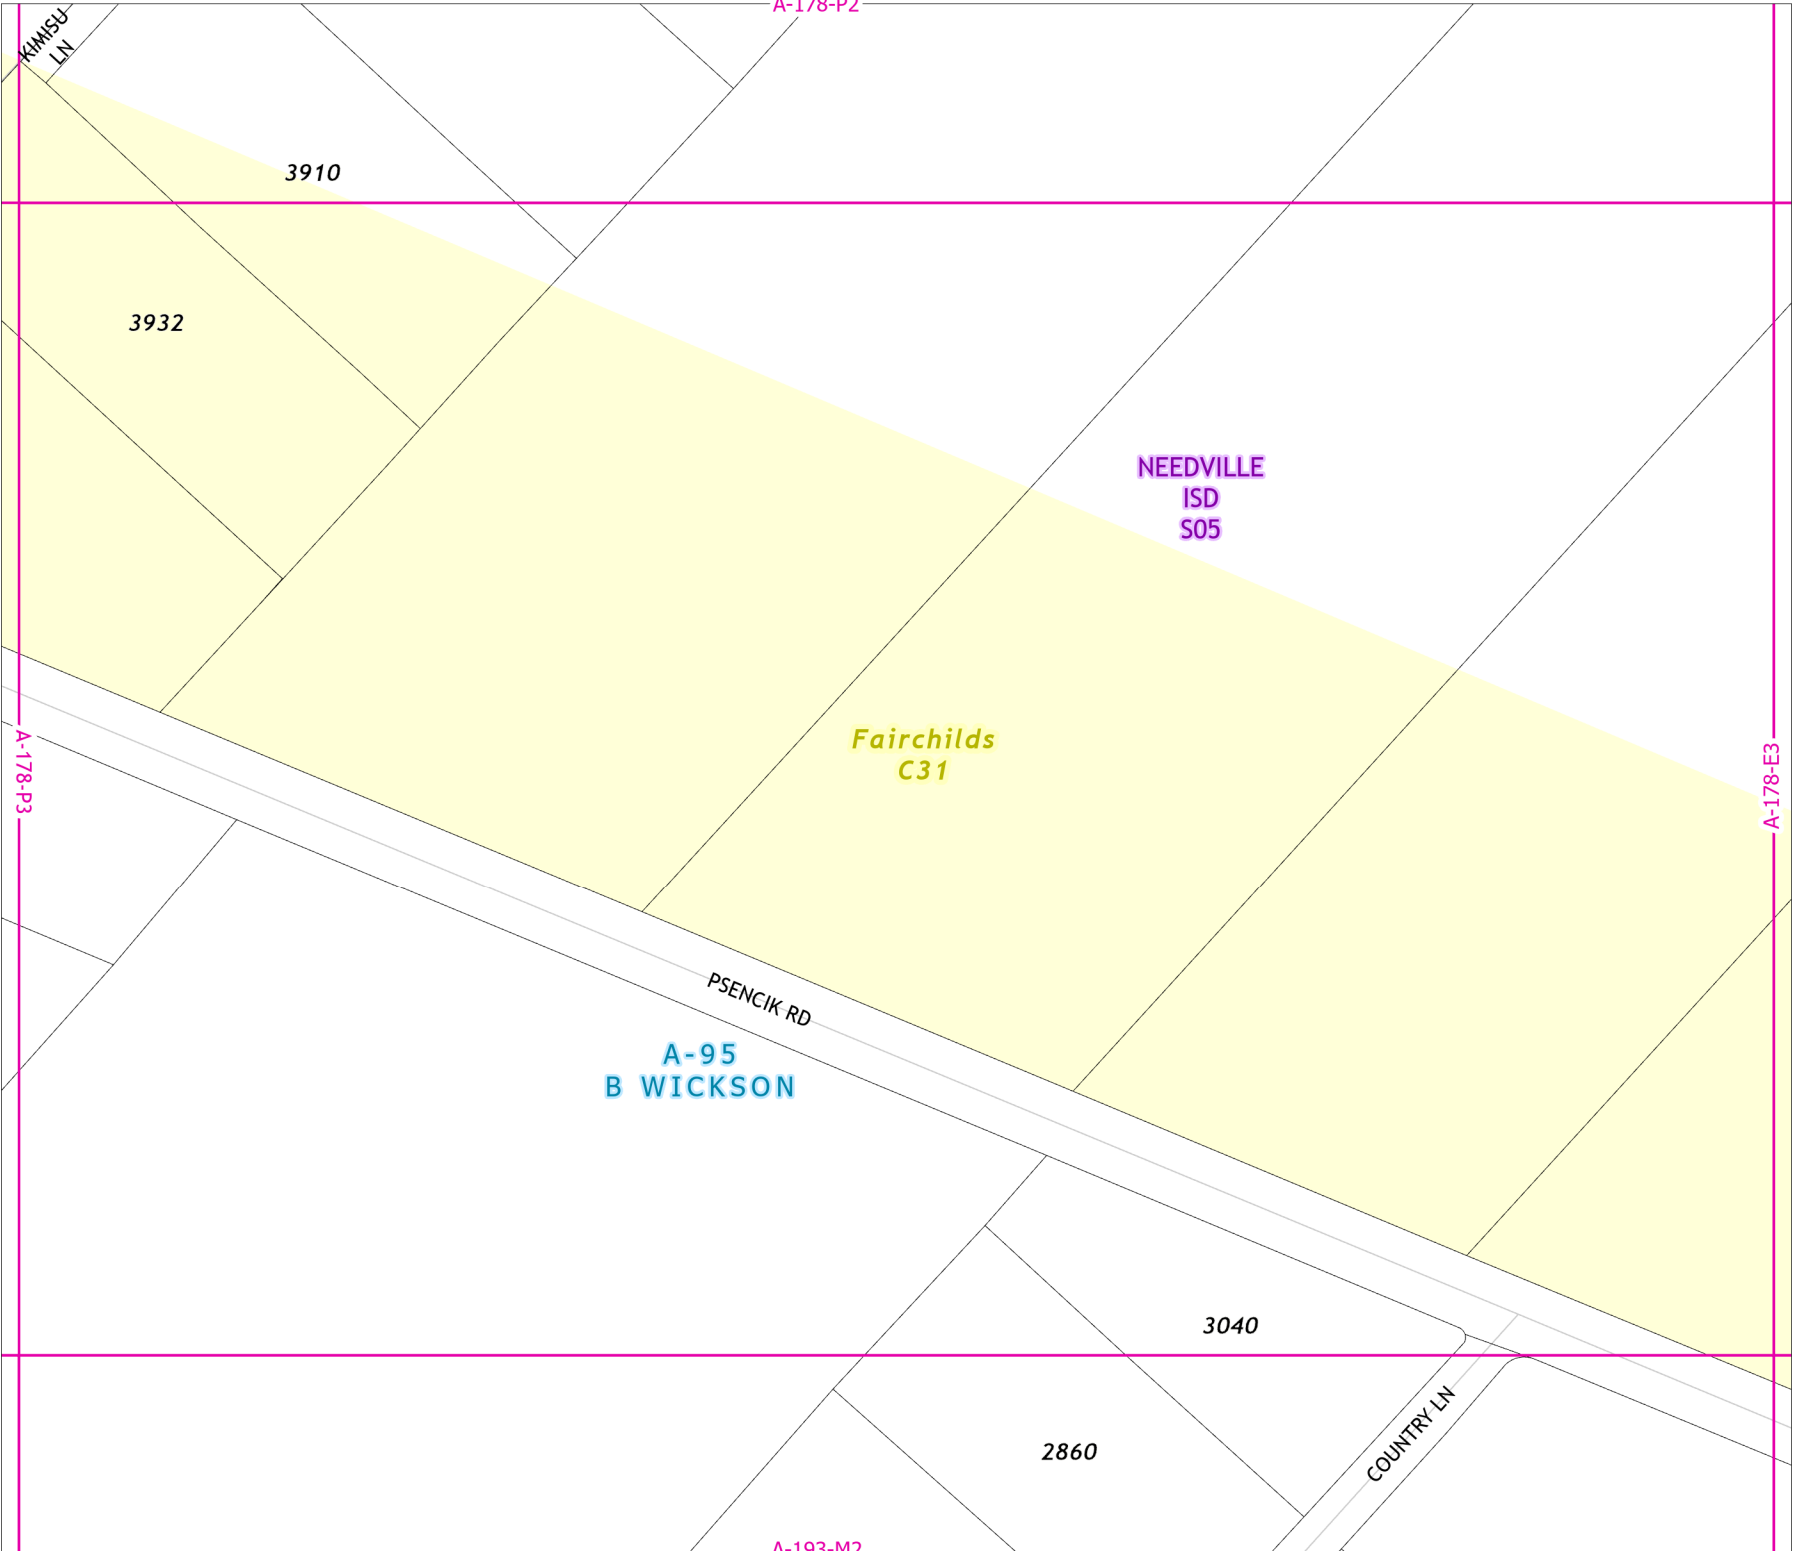 A-178-P2
KIMISU
LN
3910
3932
NEEDVILLE
ISD
S05
Fairchilds
C31
A-178-P3
A-178-E3
PSENCIK RD
A-95
B WICKSON
3040
COUNTRY LN
2860
A-193-M2